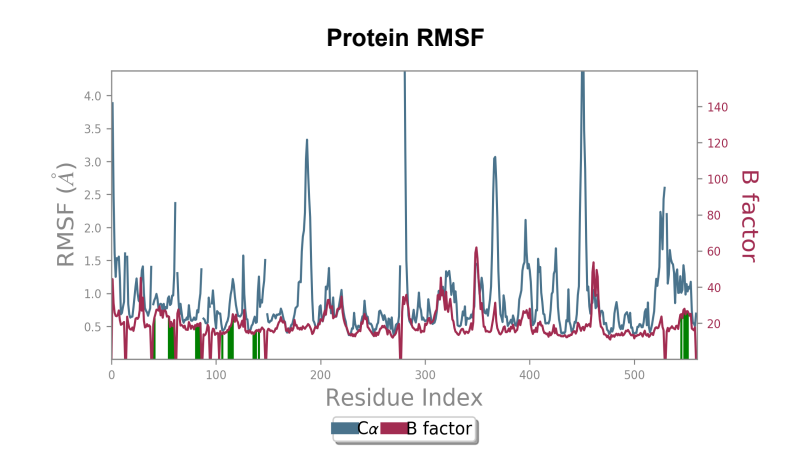 Protein RMSF
4.0
3.5
3.0
2.5
2.0
1.5
1.0
0.5
RMSF (Å)
140
120
100
80
60
40
20
B factor
0 100 200 300 400 500
Residue Index
Cα B factor